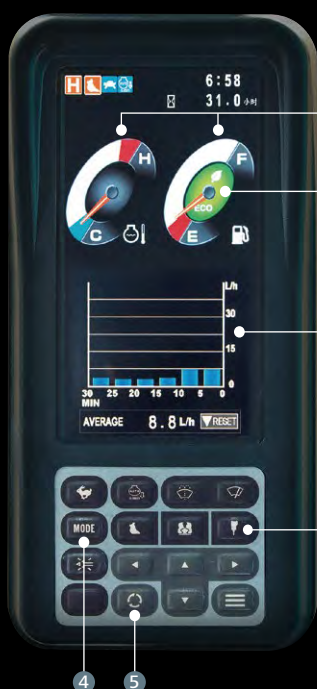 H
6:58
31.0 小时
H
C
F
E
ECO
L/h
30
15
0
30 25 20 15 10 5 0
MIN
AVERAGE 8.8 L/h ▼RESET
MODE
4
5